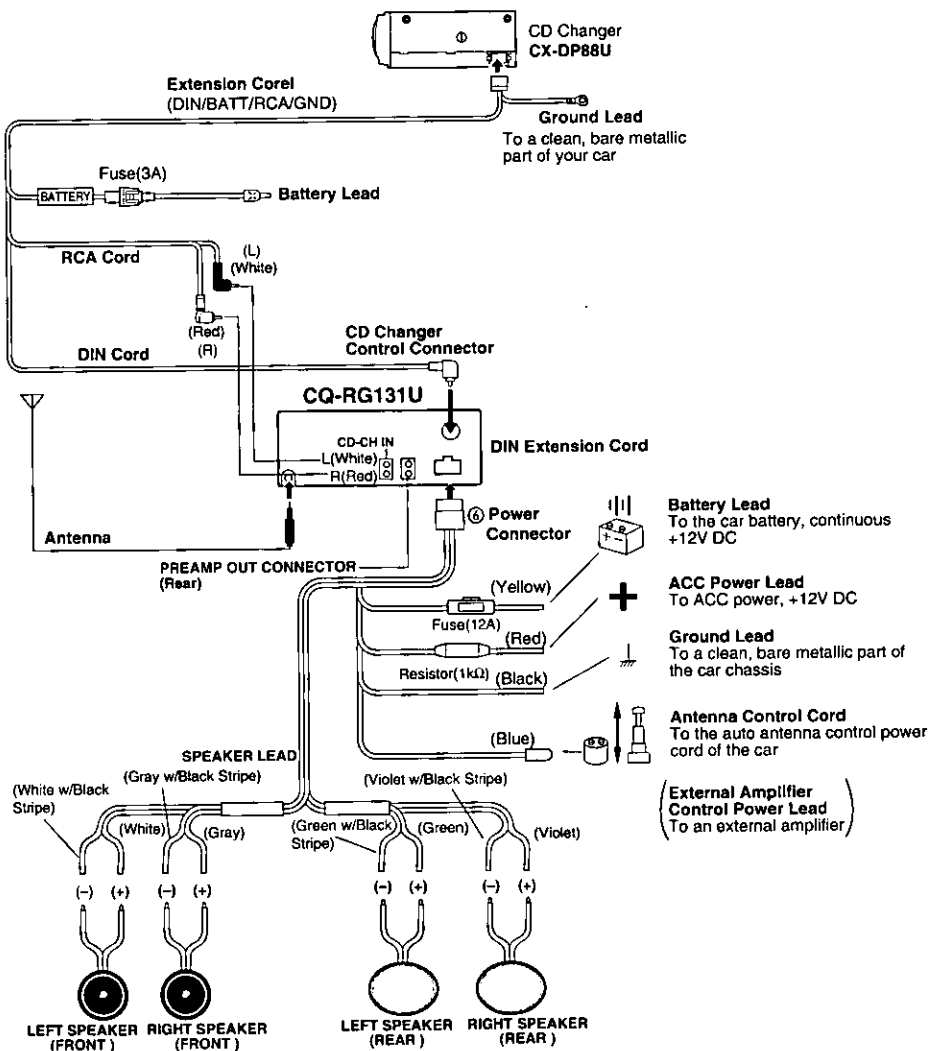 CD Changer
CX-DP88U
Extension Corel
(DIN/BATT/RCA/GND)
Ground Lead
To a clean, bare metallic
part of your car
Fuse(3A)
BATTERY
Battery Lead
RCA Cord
(L)
(White)
(Red)
(R)
DIN Cord
CD Changer
Control Connector
CQ-RG131U
CD-CH IN
L(White)
R(Red)
DIN Extension Cord
Antenna
PREAMP OUT CONNECTOR
(Rear)
⑥ Power
Connector
(Yellow)
Fuse(12A)
Battery Lead
To the car battery, continuous
+12V DC
(Red)
Resistor(1kΩ)
ACC Power Lead
To ACC power, +12V DC
(Black)
Ground Lead
To a clean, bare metallic part of
the car chassis
(Blue)
Antenna Control Cord
To the auto antenna control power
cord of the car
(External Amplifier
Control Power Lead
To an external amplifier)
SPEAKER LEAD
(White w/Black
Stripe)
(White)
(Gray w/Black Stripe)
(Gray)
(Green w/Black
Stripe)
(Green)
(Violet w/Black Stripe)
(Violet)
(-) (+) (-) (+) (-) (+) (-) (+)
LEFT SPEAKER
(FRONT )
RIGHT SPEAKER
(FRONT )
LEFT SPEAKER
(REAR )
RIGHT SPEAKER
(REAR )